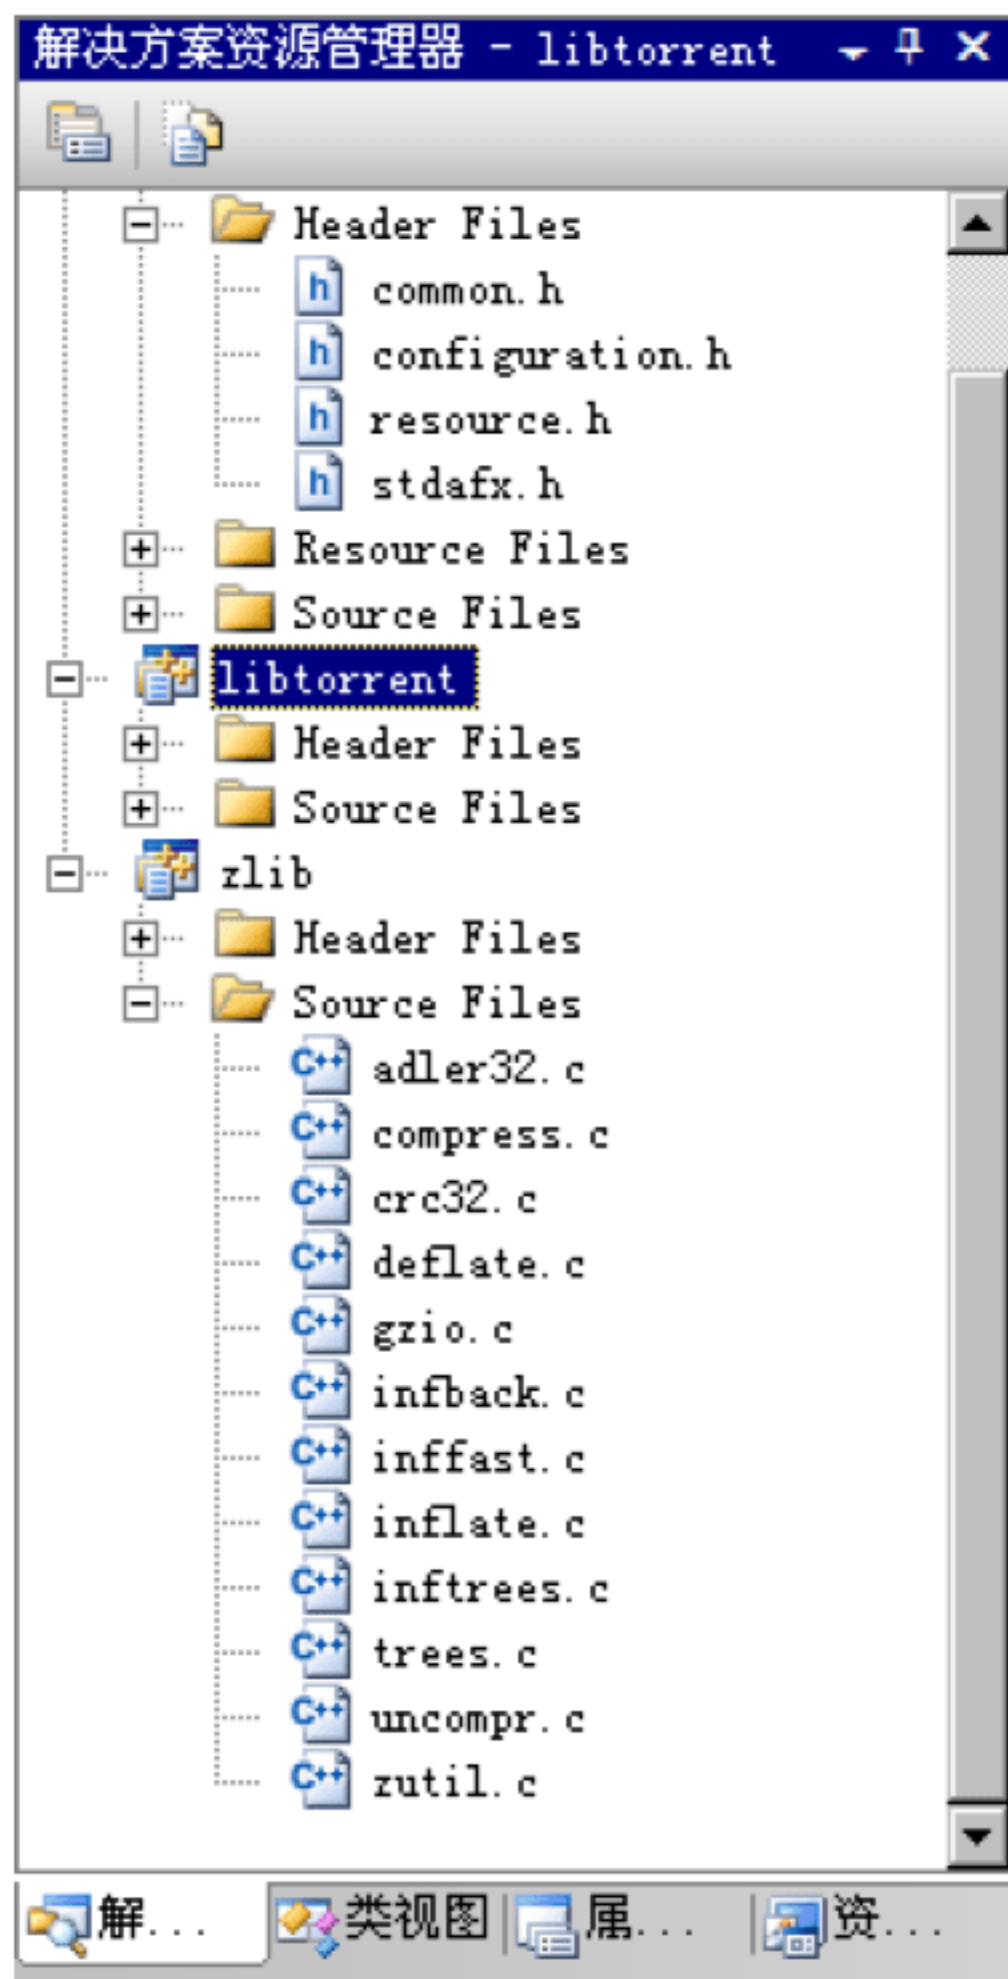 解决方案资源管理器 - libtorrent
Header Files
common.h
configuration.h
resource.h
stdafx.h
Resource Files
Source Files
libtorrent
Header Files
Source Files
zlib
Header Files
Source Files
adler32.c
compress.c
crc32.c
deflate.c
gzio.c
infback.c
inffast.c
inflate.c
inftrees.c
trees.c
uncompr.c
zutil.c
解... 类视图 属... 资...